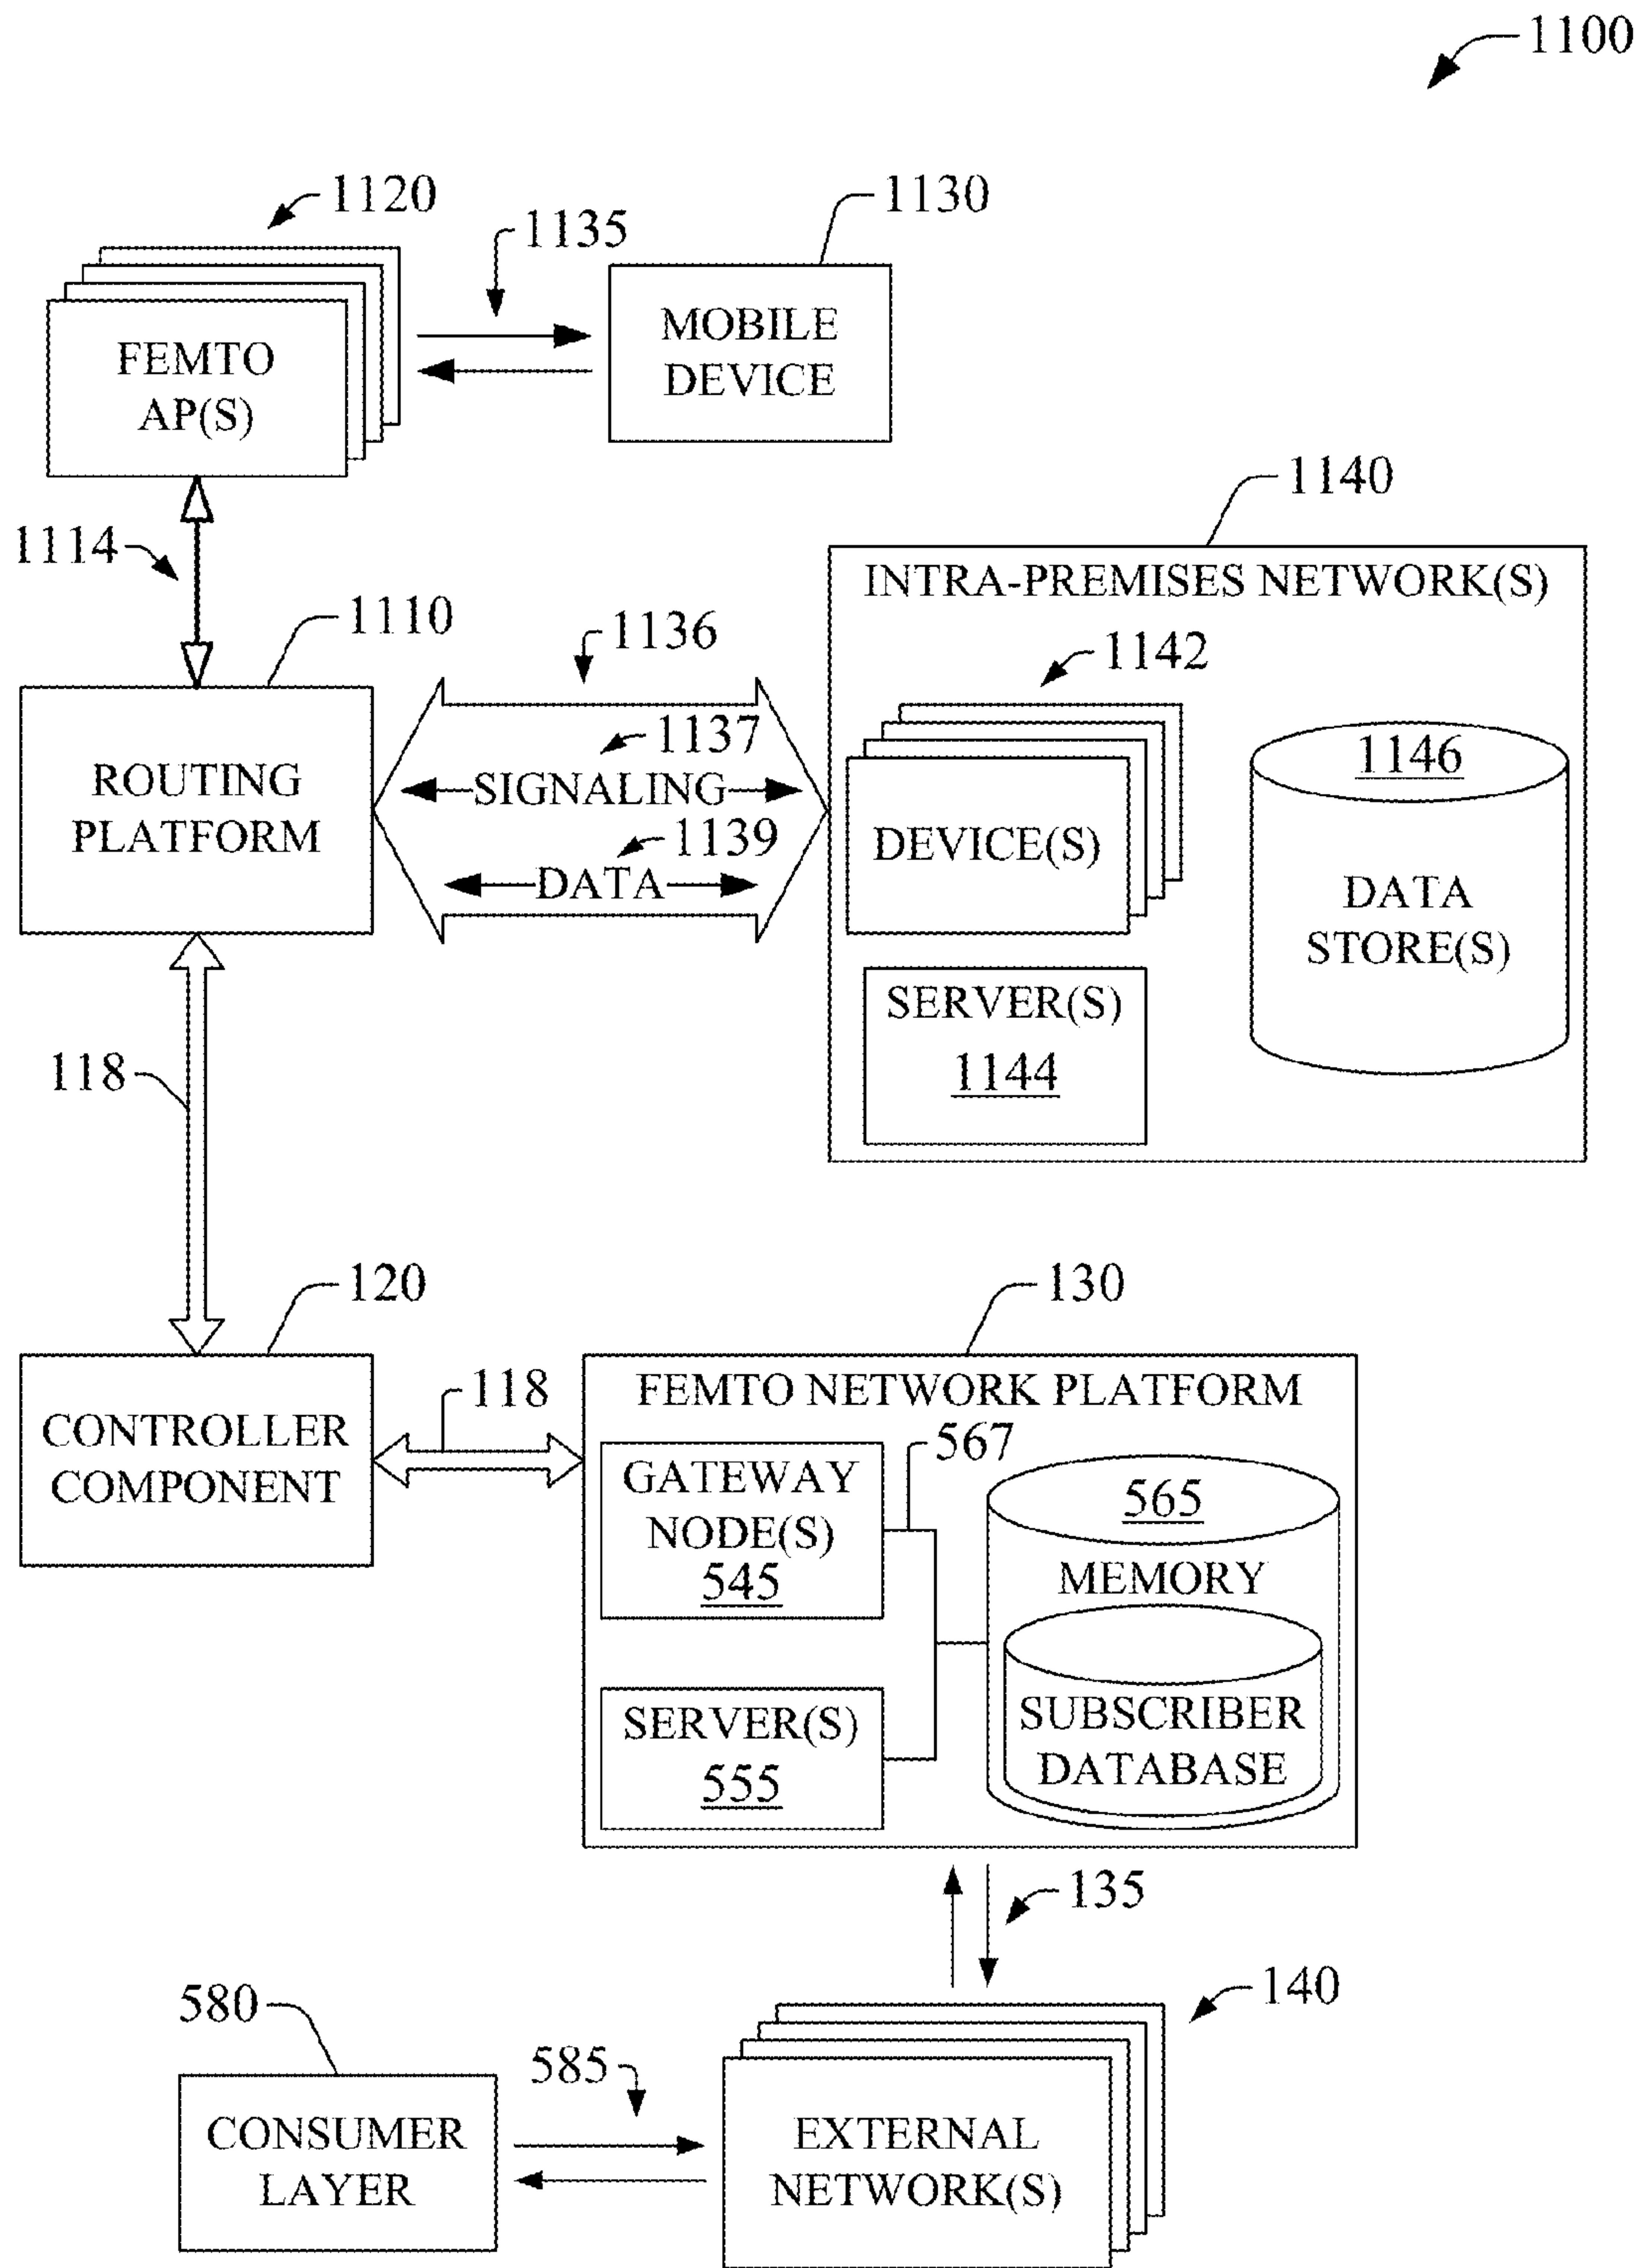 1100
1120
1135
1130
FEMTO
AP(S)
MOBILE
DEVICE
1114
1140
INTRA-PREMISES NETWORK(S)
1110
1136
1142
ROUTING
PLATFORM
1137
SIGNALING
1139
DATA
DEVICE(S)
1146
DATA
STORE(S)
SERVER(S)
1144
118
120
130
CONTROLLER
COMPONENT
118
FEMTO NETWORK PLATFORM
567
GATEWAY
NODE(S)
545
565
MEMORY
SERVER(S)
555
SUBSCRIBER
DATABASE
135
140
580
585
CONSUMER
LAYER
EXTERNAL
NETWORK(S)